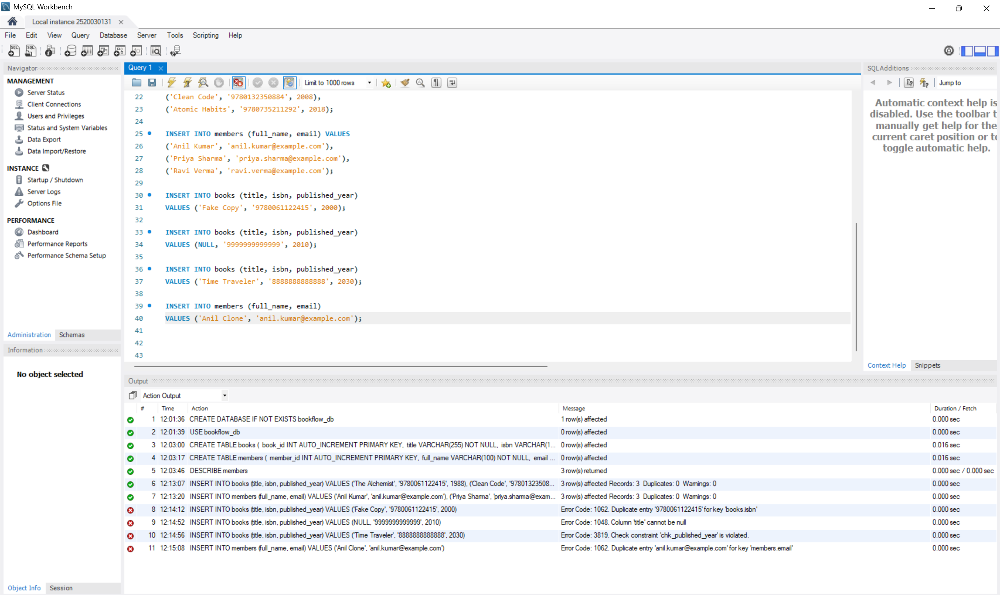 MySQL Workbench
Local instance 2520030131
File Edit View Query Database Server Tools Scripting Help
Navigator
MANAGEMENT
Server Status
Client Connections
Users and Privileges
Status and System Variables
Data Export
Data Import/Restore
INSTANCE
Startup / Shutdown
Server Logs
Options File
PERFORMANCE
Dashboard
Performance Reports
Performance Schema Setup
Administration Schemas
Information
No object selected
Object Info Session
Query 1
Limit to 1000 rows
22 ('Clean Code', '9780132350884', 2008),
23 ('Atomic Habits', '9780735211292', 2018);
24
25 INSERT INTO members (full_name, email) VALUES
26 ('Anil Kumar', 'anil.kumar@example.com'),
27 ('Priya Sharma', 'priya.sharma@example.com'),
28 ('Ravi Verma', 'ravi.verma@example.com');
29
30 INSERT INTO books (title, isbn, published_year)
31 VALUES ('Fake Copy', '9780061122415', 2000);
32
33 INSERT INTO books (title, isbn, published_year)
34 VALUES (NULL, '9999999999999', 2010);
35
36 INSERT INTO books (title, isbn, published_year)
37 VALUES ('Time Traveler', '8888888888888', 2030);
38
39 INSERT INTO members (full_name, email)
40 VALUES ('Anil Clone', 'anil.kumar@example.com');
41
42
43
SQLAdditions
Jump to
Automatic context help is
disabled. Use the toolbar t
manually get help for the
current caret position or to
toggle automatic help.
Context Help Snippets
Output
Action Output
# Time Action Message Duration / Fetch
1 12:01:36 CREATE DATABASE IF NOT EXISTS bookflow_db 1 row(s) affected 0.000 sec
2 12:01:39 USE bookflow_db 0 row(s) affected 0.000 sec
3 12:03:00 CREATE TABLE books ( book_id INT AUTO_INCREMENT PRIMARY KEY, title VARCHAR(255) NOT NULL, isbn VARCHAR(1... 0 row(s) affected 0.016 sec
4 12:03:17 CREATE TABLE members ( member_id INT AUTO_INCREMENT PRIMARY KEY, full_name VARCHAR(100) NOT NULL, email ... 0 row(s) affected 0.016 sec
5 12:03:46 DESCRIBE members 3 row(s) returned 0.000 sec / 0.000 sec
6 12:13:07 INSERT INTO books (title, isbn, published_year) VALUES ('The Alchemist', '9780061122415', 1988), ('Clean Code', '97801323508... 3 row(s) affected Records: 3 Duplicates: 0 Warnings: 0 0.000 sec
7 12:13:20 INSERT INTO members (full_name, email) VALUES ('Anil Kumar', 'anil.kumar@example.com'), ('Priya Sharma', 'priya.sharma@exam... 3 row(s) affected Records: 3 Duplicates: 0 Warnings: 0 0.000 sec
8 12:14:12 INSERT INTO books (title, isbn, published_year) VALUES ('Fake Copy', '9780061122415', 2000) Error Code: 1062. Duplicate entry '9780061122415' for key 'books.isbn' 0.000 sec
9 12:14:52 INSERT INTO books (title, isbn, published_year) VALUES (NULL, '9999999999999', 2010) Error Code: 1048. Column 'title' cannot be null 0.000 sec
10 12:14:56 INSERT INTO books (title, isbn, published_year) VALUES ('Time Traveler', '8888888888888', 2030) Error Code: 3819. Check constraint 'chk_published_year' is violated. 0.000 sec
11 12:15:08 INSERT INTO members (full_name, email) VALUES ('Anil Clone', 'anil.kumar@example.com') Error Code: 1062. Duplicate entry 'anil.kumar@example.com' for key 'members.email' 0.000 sec